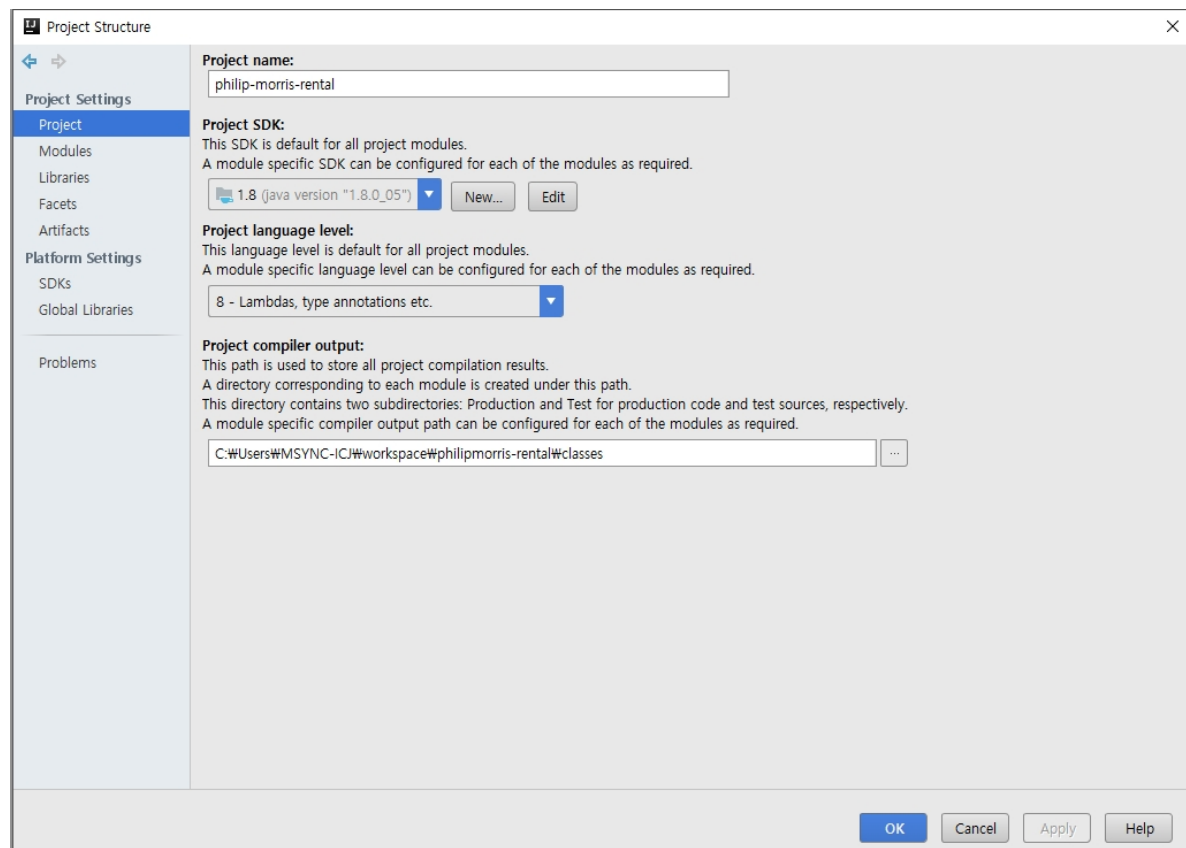 Project Structure
Project Settings
Project
Modules
Libraries
Facets
Artifacts
Platform Settings
SDKs
Global Libraries
Problems
Project name:
philip-morris-rental
Project SDK:
This SDK is default for all project modules.
A module specific SDK can be configured for each of the modules as required.
1.8 (java version "1.8.0_05")
New...
Edit
Project language level:
This language level is default for all project modules.
A module specific language level can be configured for each of the modules as required.
8 - Lambdas, type annotations etc.
Project compiler output:
This path is used to store all project compilation results.
A directory corresponding to each module is created under this path.
This directory contains two subdirectories: Production and Test for production code and test sources, respectively.
A module specific compiler output path can be configured for each of the modules as required.
C:₩Users₩MSYNC-ICJ₩workspace₩philipmorris-rental₩classes
...
OK
Cancel
Apply
Help